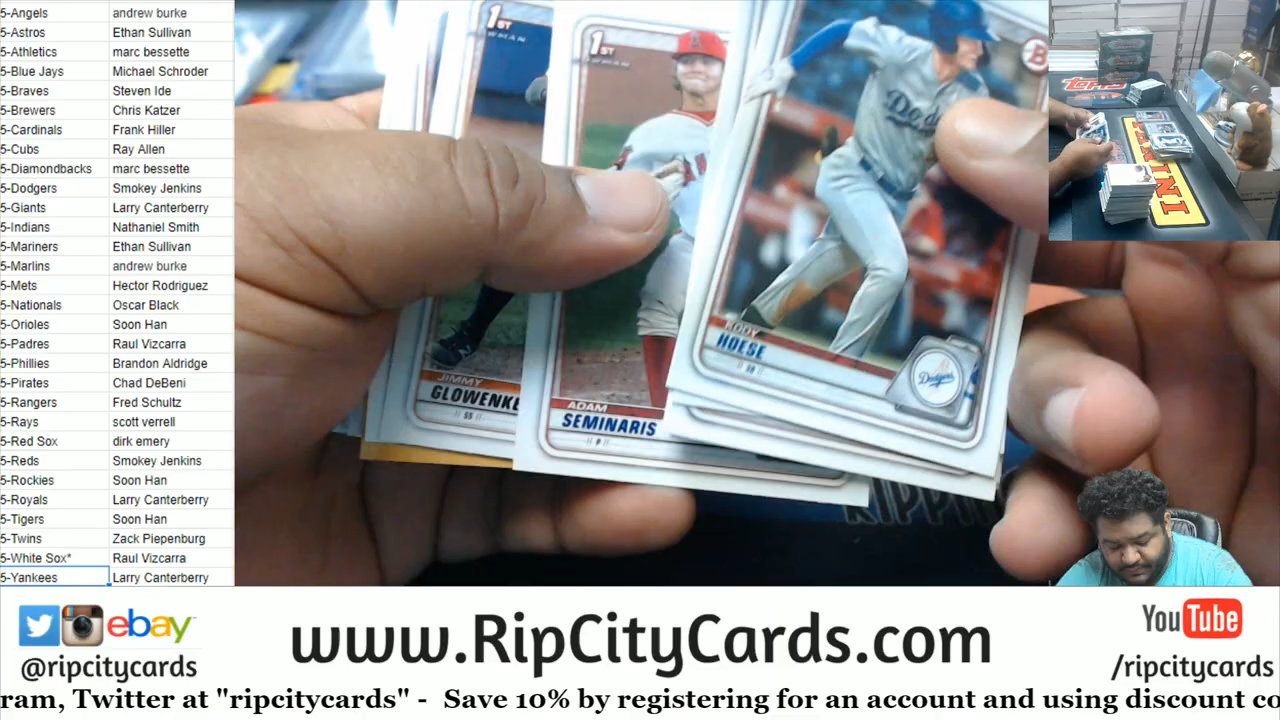 5-Angels andrew burke
5-Astros Ethan Sullivan
5-Athletics marc bessette
5-Blue Jays Michael Schroder
5-Braves Steven Ide
5-Brewers Chris Katzer
5-Cardinals Frank Hiller
5-Cubs Ray Allen
5-Diamondbacks marc bessette
5-Dodgers Smokey Jenkins
5-Giants Larry Canterberry
5-Indians Nathaniel Smith
5-Mariners Ethan Sullivan
5-Marlins andrew burke
5-Mets Hector Rodriguez
5-Nationals Oscar Black
5-Orioles Soon Han
5-Padres Raul Vizcarra
5-Phillies Brandon Aldridge
5-Pirates Chad DeBeni
5-Rangers Fred Schultz
5-Rays scott verrell
5-Red Sox dirk emery
5-Reds Smokey Jenkins
5-Rockies Soon Han
5-Royals Larry Canterberry
5-Tigers Soon Han
5-Twins Zack Piepenburg
5-White Sox* Raul Vizcarra
5-Yankees Larry Canterberry
1ST
JIMMY
GLOWENKE
SS
1ST
ADAM
SEMINARIS
P
Dod
KODY
HOESE
3B
Dodgers
TOPPS
PANINI
RIPPIN
ebay
@ripcitycards
www.RipCityCards.com
YouTube
/ripcitycards
ram, Twitter at "ripcitycards" - Save 10% by registering for an account and using discount co